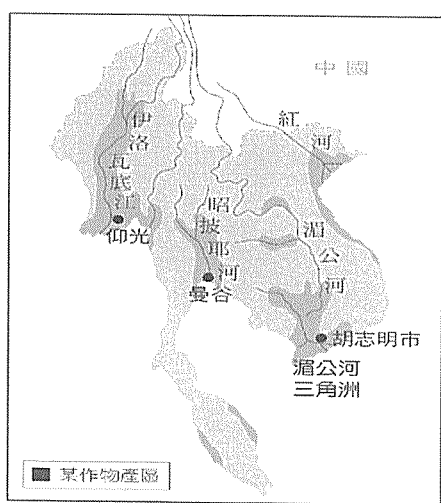 中國
紅河
伊洛瓦底江
昭披耶河
湄公河
仰光
曼谷
胡志明市
湄公河
三角洲
某作物產區